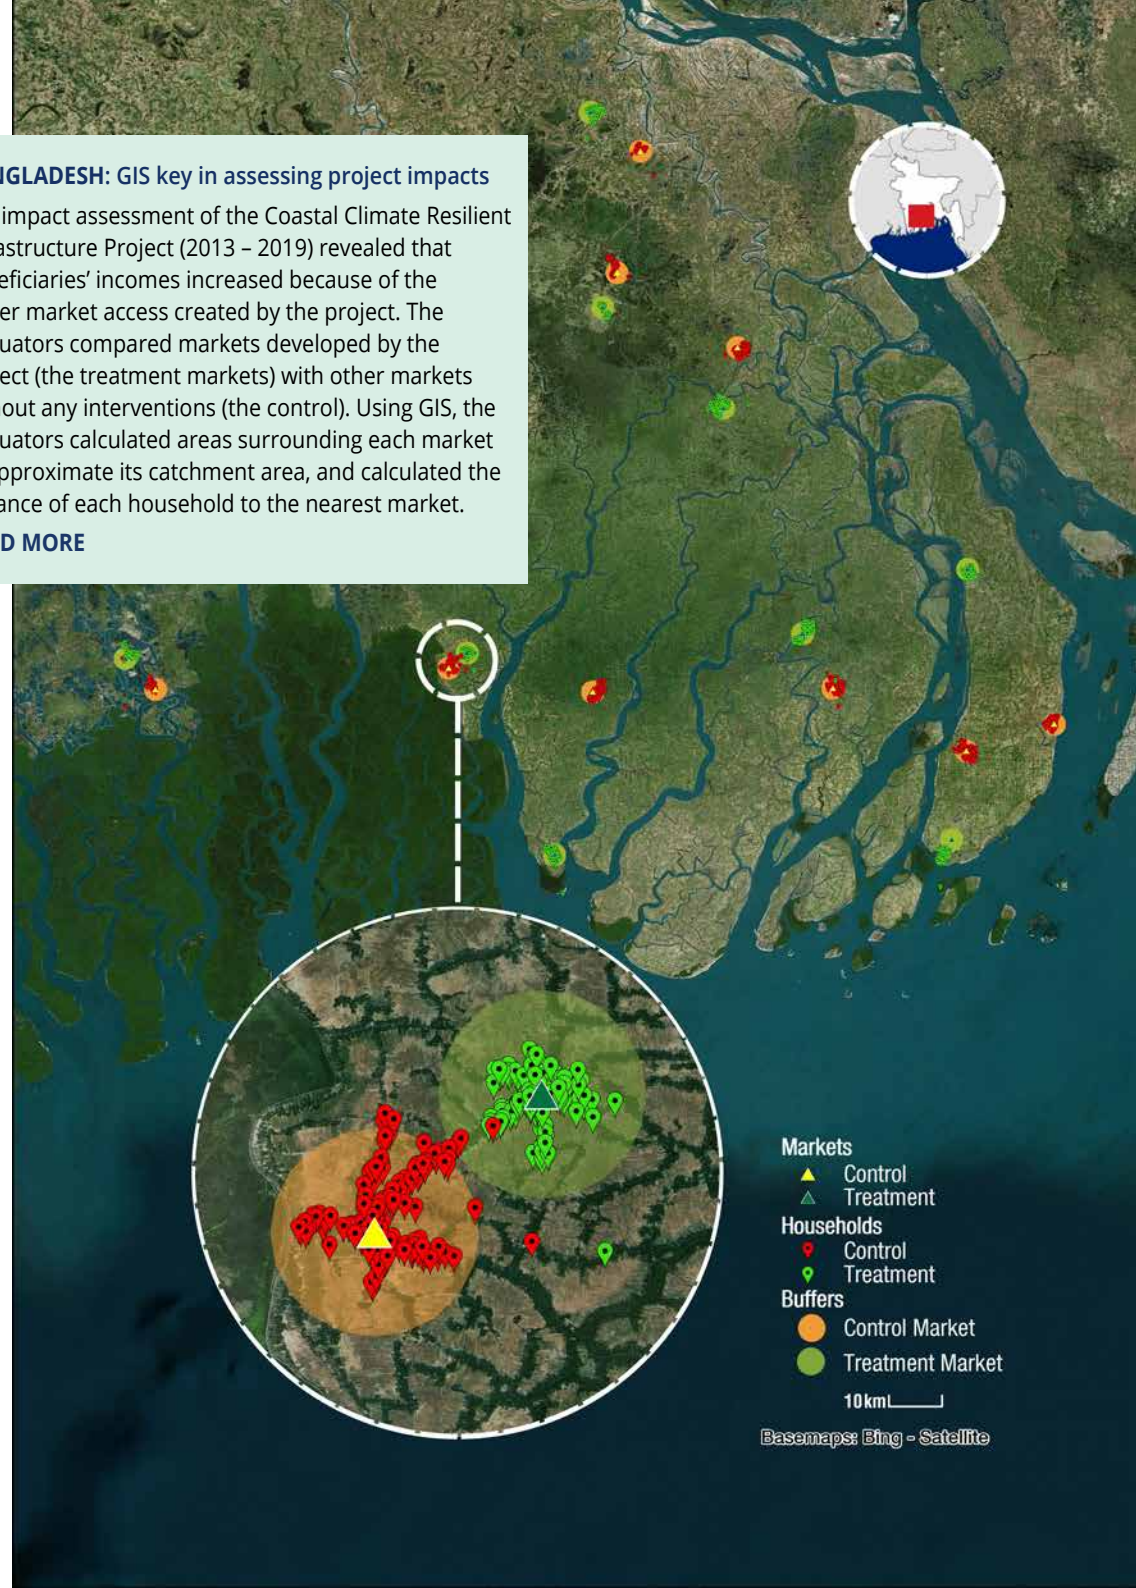 NGLADESH: GIS key in assessing project impacts
impact assessment of the Coastal Climate Resilient
astructure Project (2013 – 2019) revealed that
eficiaries’ incomes increased because of the
er market access created by the project. The
uators compared markets developed by the
ect (the treatment markets) with other markets
out any interventions (the control). Using GIS, the
uators calculated areas surrounding each market
pproximate its catchment area, and calculated the
ance of each household to the nearest market.
D MORE
Markets
Control
Treatment
Households
Control
Treatment
Buffers
Control Market
Treatment Market
10km
Basemaps: Bing - Satellite